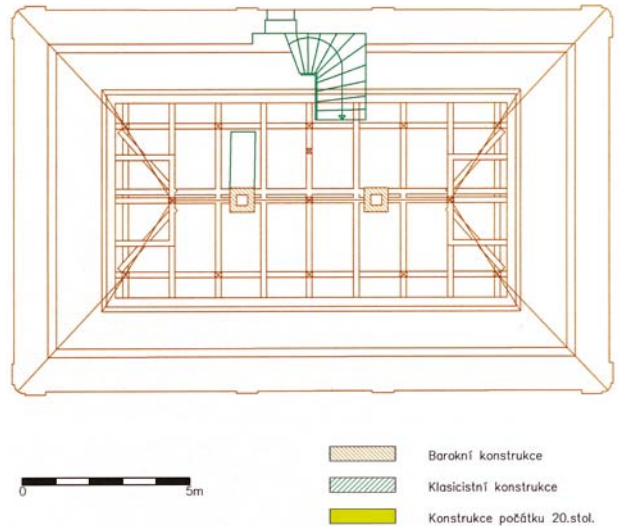 Barokní konstrukce
0 5m
Klasicistní konstrukce
Konstrukce počátku 20.stol.